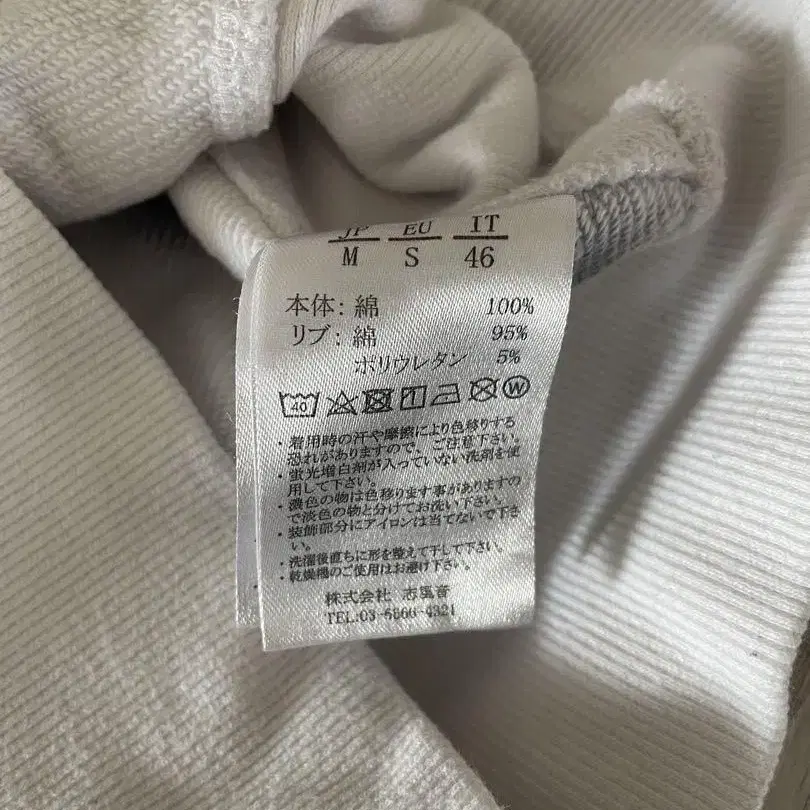 JP EU IT
M S 46
本体: 綿 100%
リブ: 綿 95%
ポリウレタン 5%
40 W
・着用時の汗や摩擦により色移りする
恐れがありますので、ご注意下さい。
・蛍光増白剤が入っていない洗剤を使
用して下さい。
・濃色の物は色移ります事がありますの
で淡色の物と分けてお洗い下さい。
・装飾部分にアイロンは当てないで下さ
い。
・洗濯後直ちに形を整えて干して下さい。
・乾燥機のご使用はお避け下さい。
株式会社 志風音
TEL:03-5866-4321